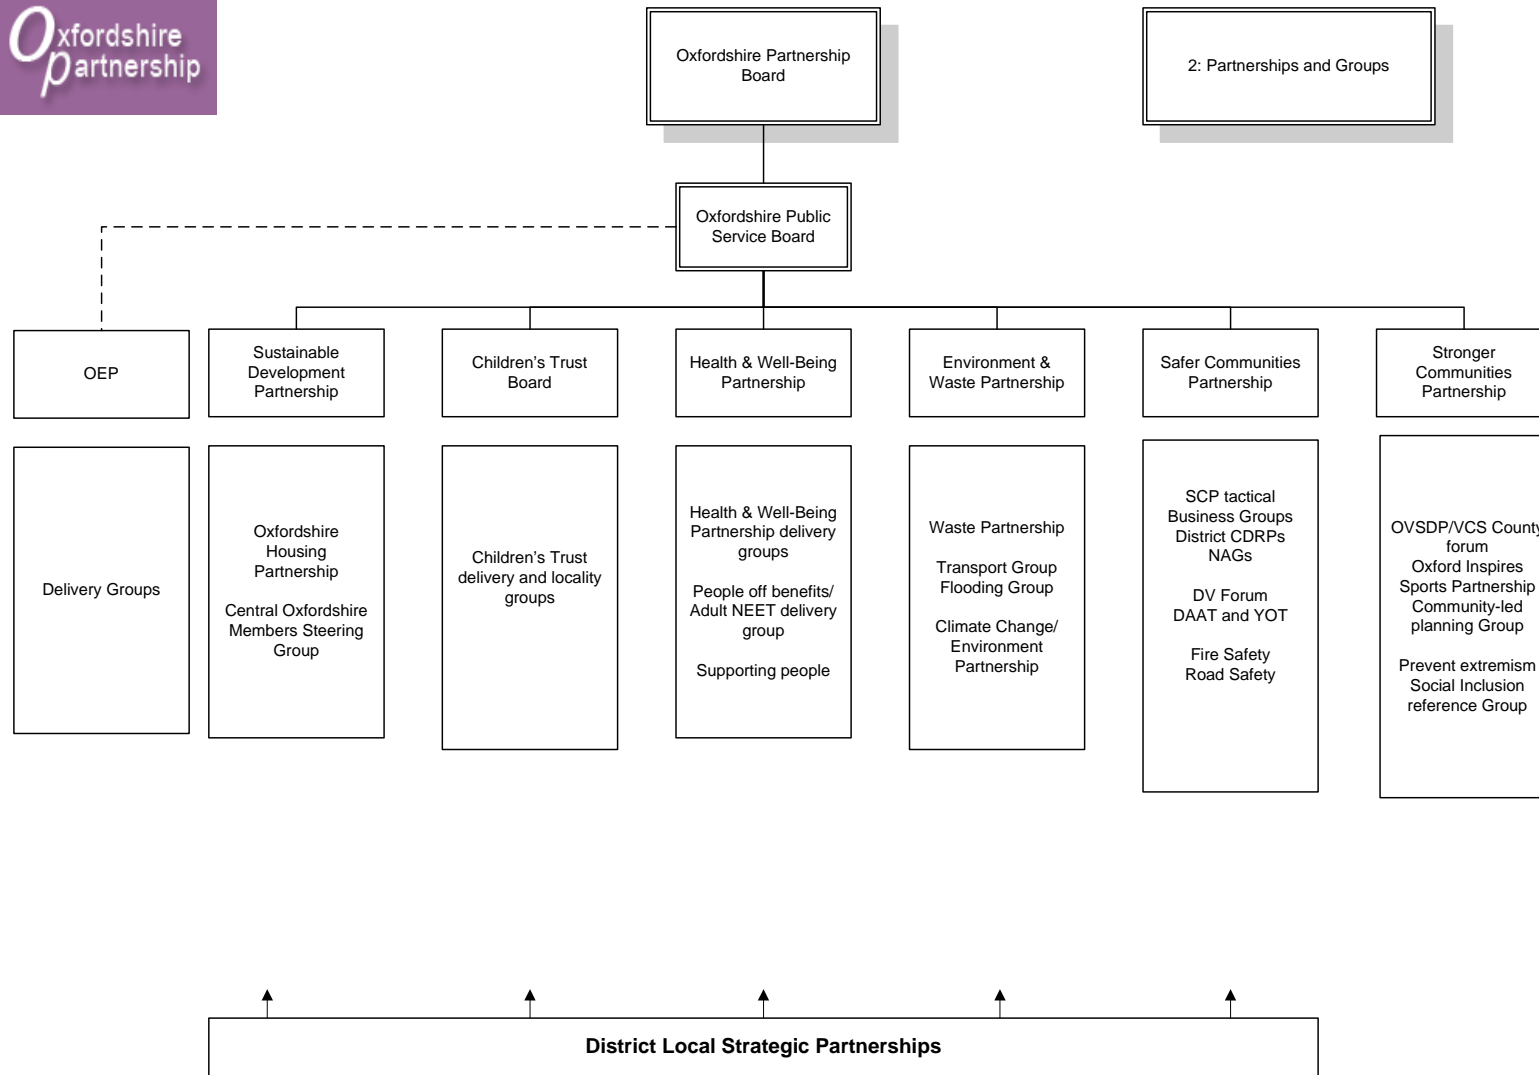 Oxfordshire
Partnership
Oxfordshire Partnership
Board
2: Partnerships and Groups
Oxfordshire Public
Service Board
OEP
Sustainable
Development
Partnership
Children’s Trust
Board
Health & Well-Being
Partnership
Environment &
Waste Partnership
Safer Communities
Partnership
Stronger
Communities
Partnership
Delivery Groups
Oxfordshire
Housing
Partnership
Central Oxfordshire
Members Steering
Group
Children’s Trust
delivery and locality
groups
Health & Well-Being
Partnership delivery
groups
People off benefits/
Adult NEET delivery
group
Supporting people
Waste Partnership
Transport Group
Flooding Group
Climate Change/
Environment
Partnership
SCP tactical
Business Groups
District CDRPs
NAGs
DV Forum
DAAT and YOT
Fire Safety
Road Safety
OVSDP/VCS County
forum
Oxford Inspires
Sports Partnership
Community-led
planning Group
Prevent extremism
Social Inclusion
reference Group
District Local Strategic Partnerships